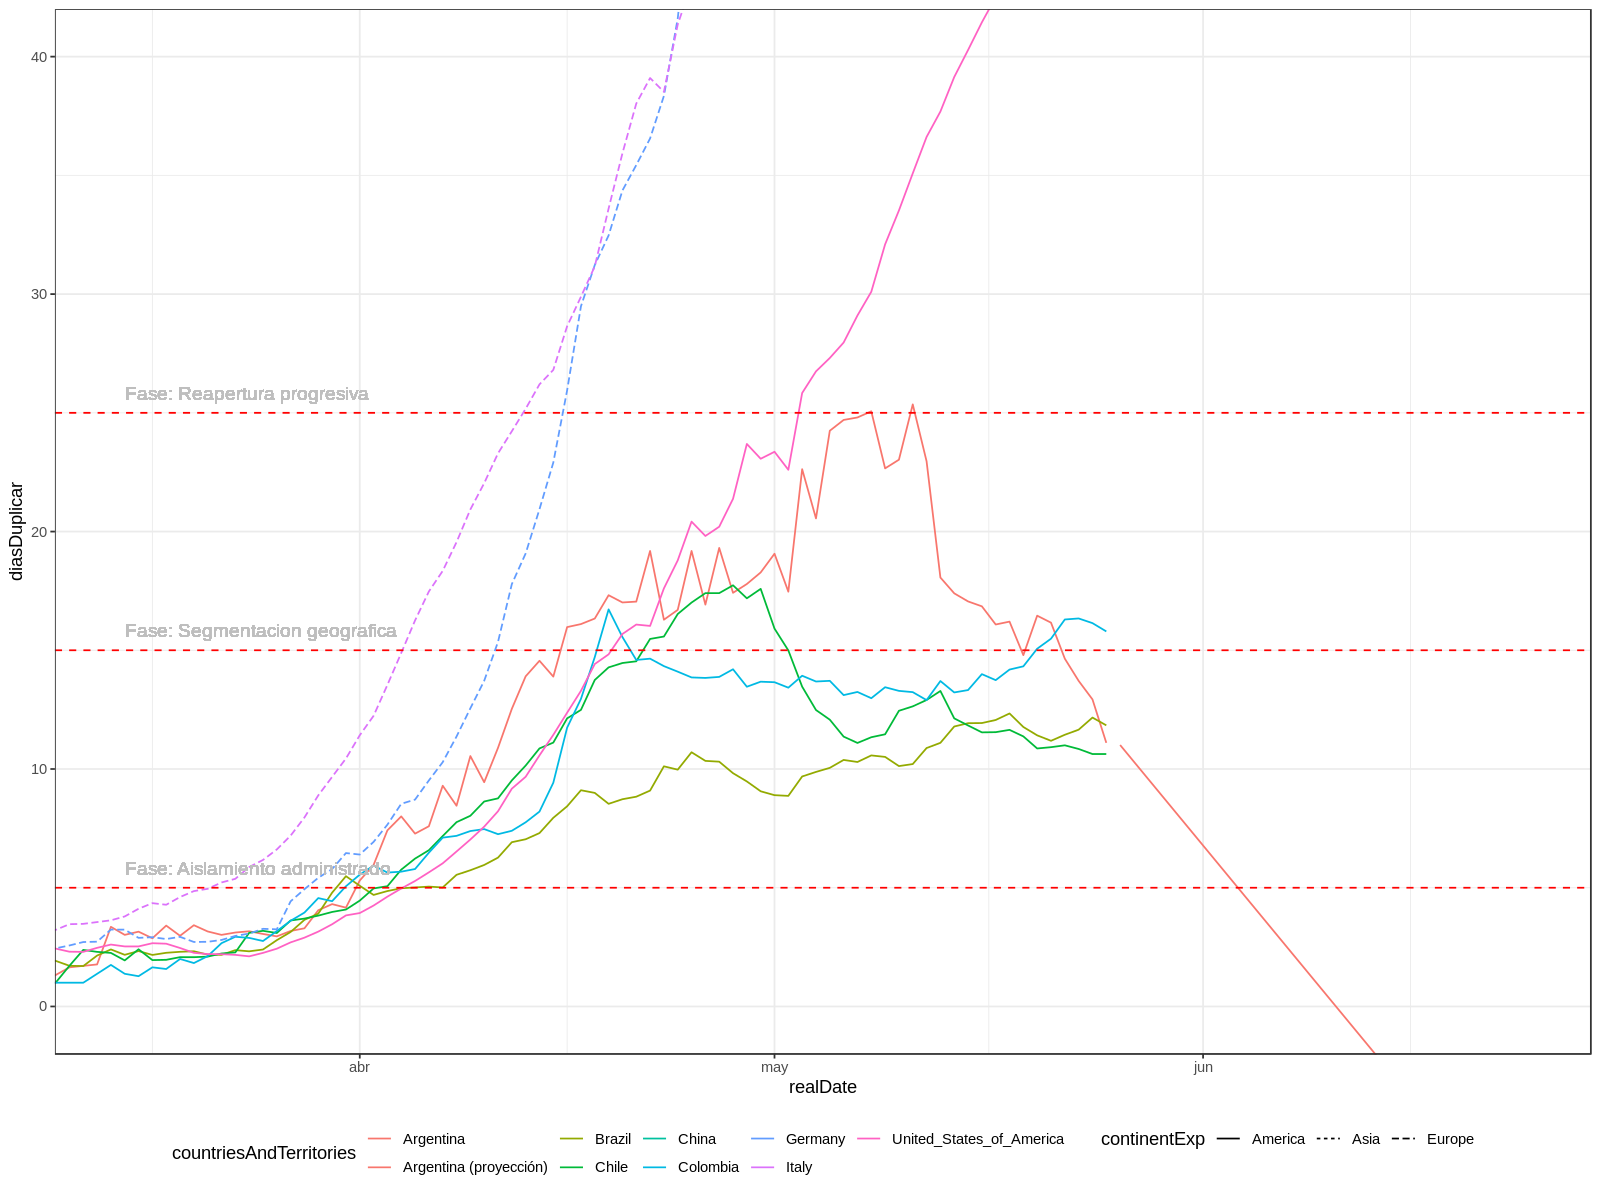 40
30
20
10
0
diasDuplicar
Fase: Reapertura progresiva
Fase: Segmentacion geografica
Fase: Aislamiento administrado
abr
may
jun
realDate
countriesAndTerritories
Argentina
Brazil
China
Germany
United_States_of_America
Argentina (proyección)
Chile
Colombia
Italy
continentExp
America
Asia
Europe